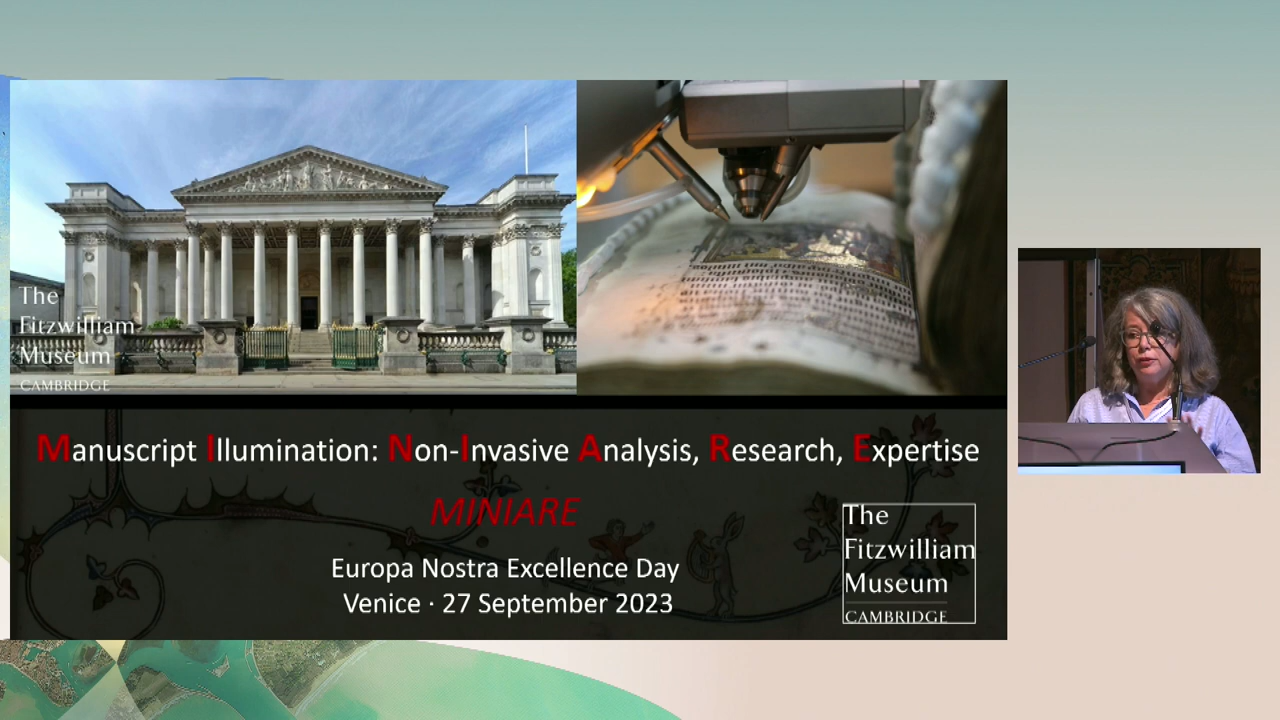 The
Fitzwilliam
Museum
CAMBRIDGE
Manuscript Illumination: Non-Invasive Analysis, Research, Expertise
MINIARE
Europa Nostra Excellence Day
Venice · 27 September 2023
The
Fitzwilliam
Museum
CAMBRIDGE